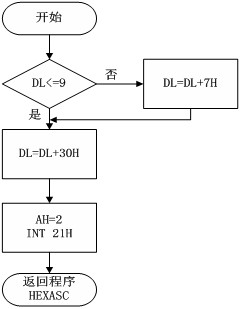 开始
DL<=9
否
DL=DL+7H
是
DL=DL+30H
AH=2
INT 21H
返回程序
HEXASC